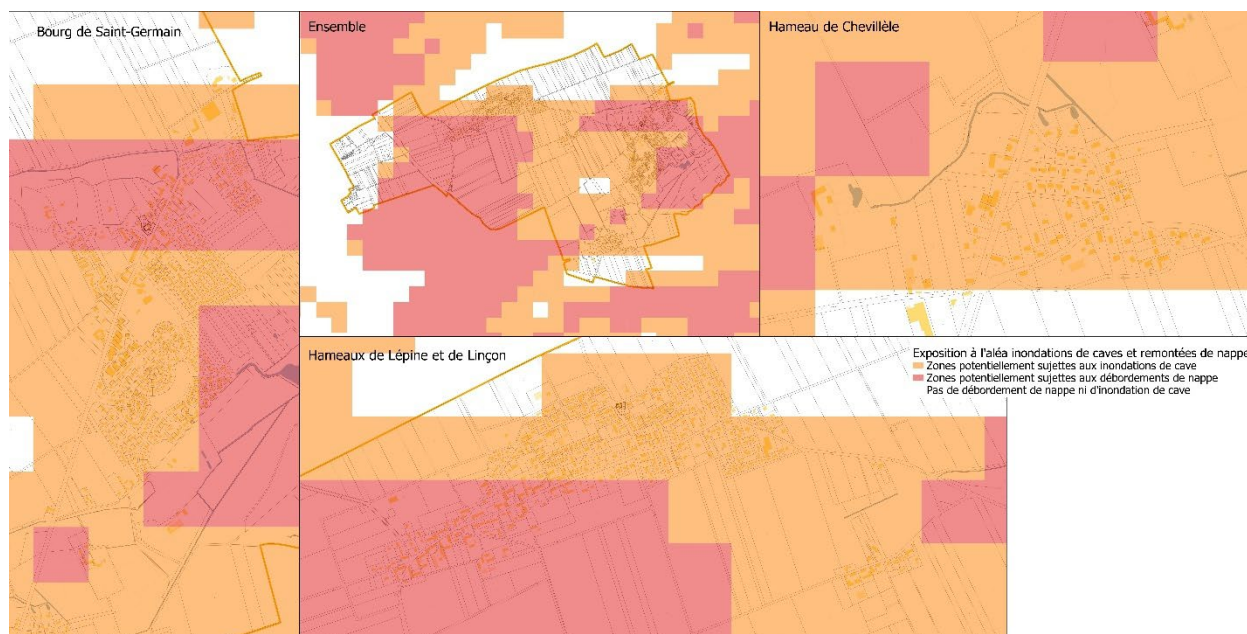 Bourg de Saint-Germain
Ensemble
Hameau de Chevillèle
Hameaux de Lépine et de Linçon
Exposition à l'aléa inondations de caves et remontées de nappe
Zones potentiellement sujettes aux inondations de cave
Zones potentiellement sujettes aux débordements de nappe
Pas de débordement de nappe ni d'inondation de cave